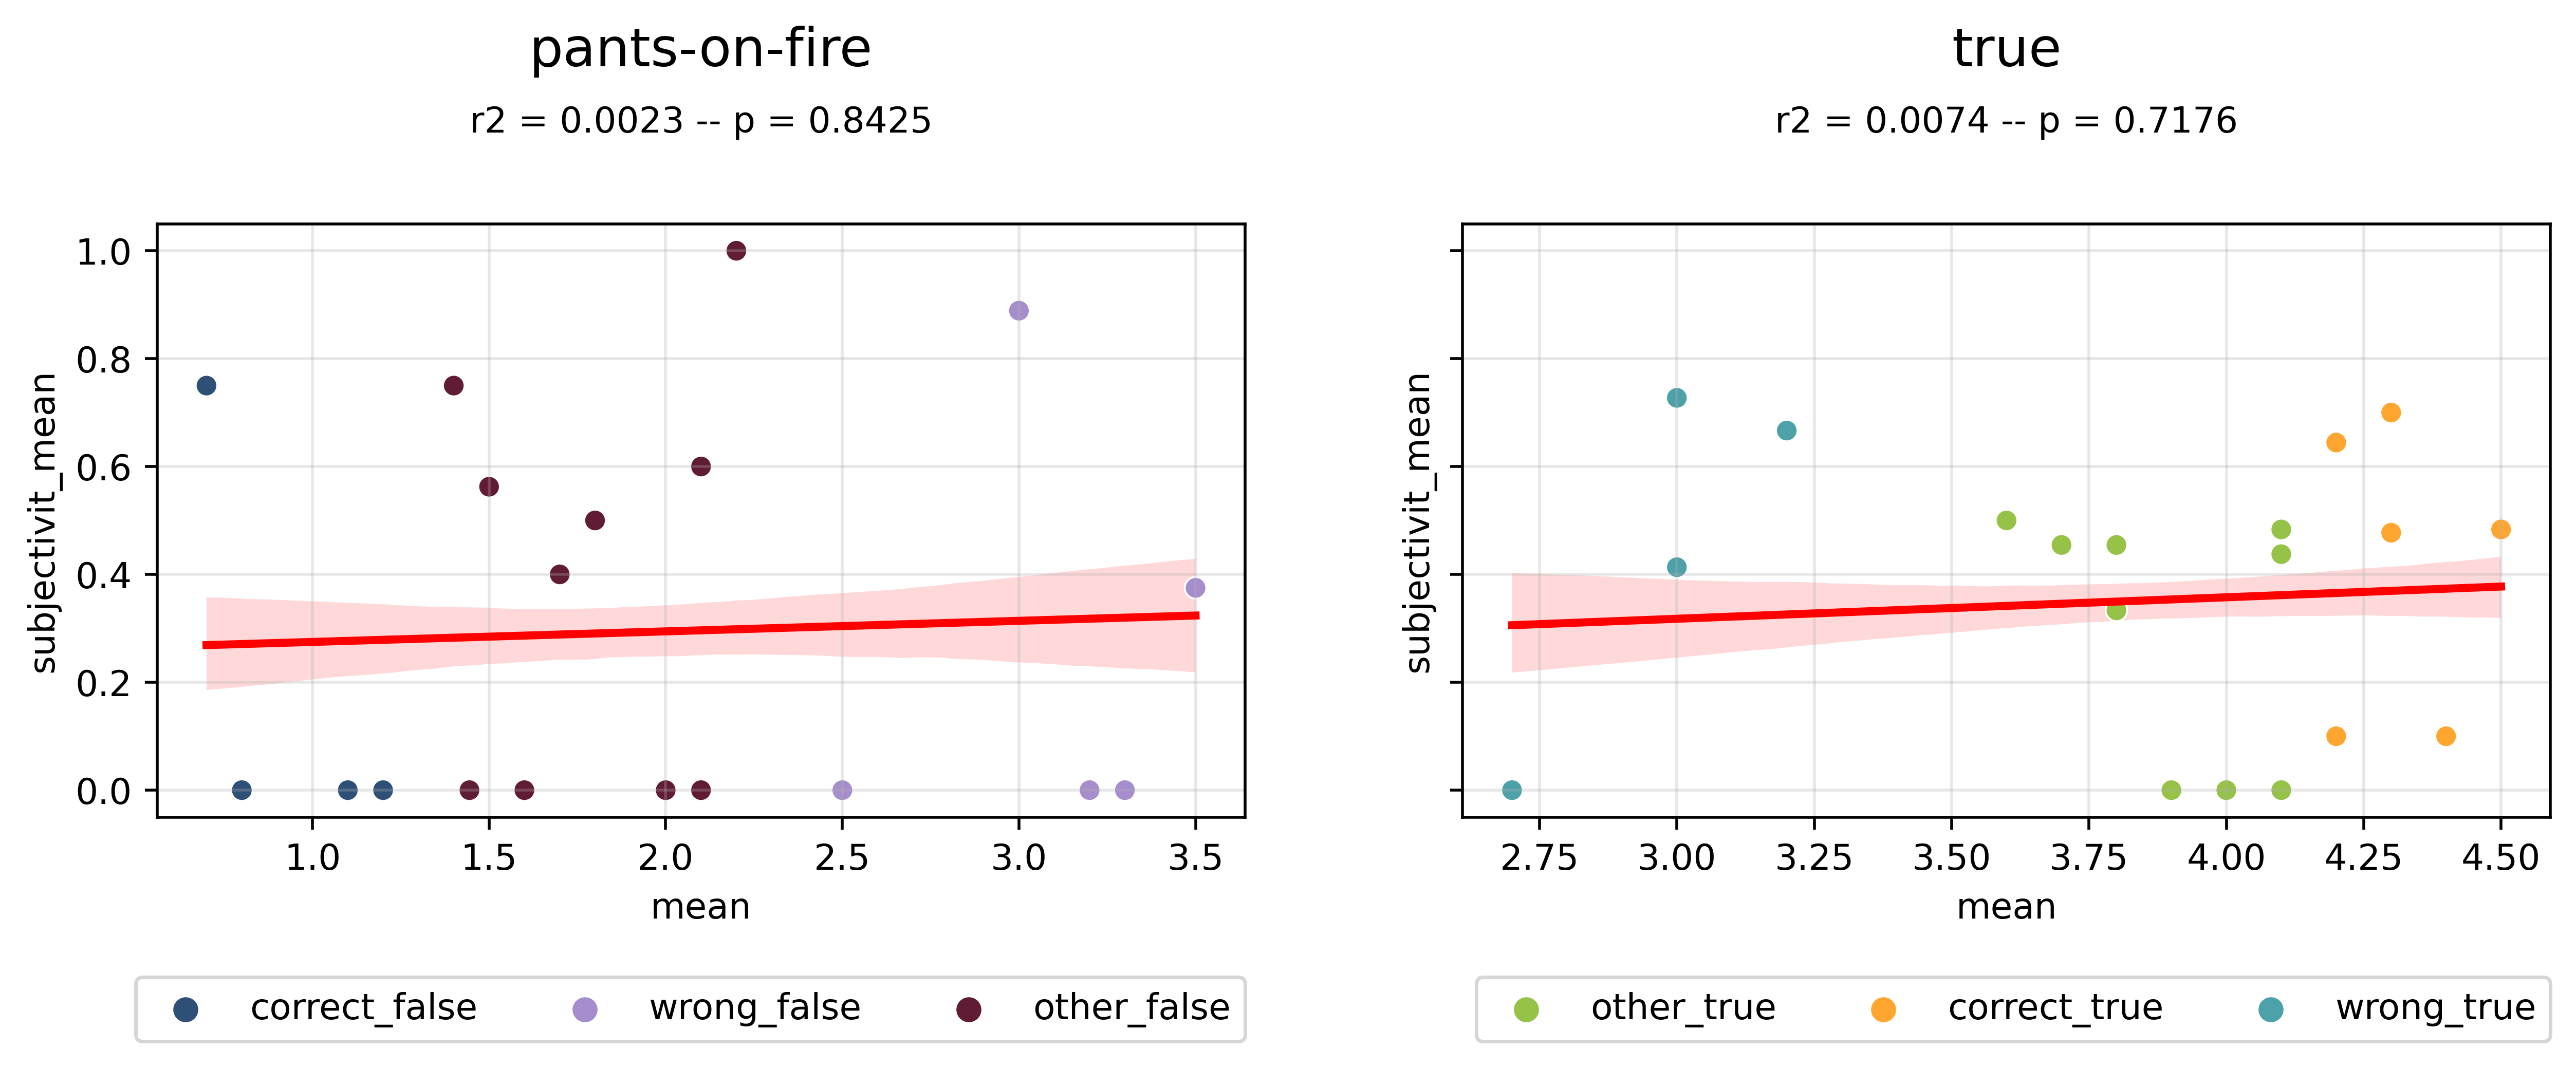 pants-on-fire
r2 = 0.0023 -- p = 0.8425
subjectivit_mean
1.0
0.8
0.6
0.4
0.2
0.0
1.0 1.5 2.0 2.5 3.0 3.5
mean
correct_false wrong_false other_false
true
r2 = 0.0074 -- p = 0.7176
subjectivit_mean
2.75 3.00 3.25 3.50 3.75 4.00 4.25 4.50
mean
other_true correct_true wrong_true